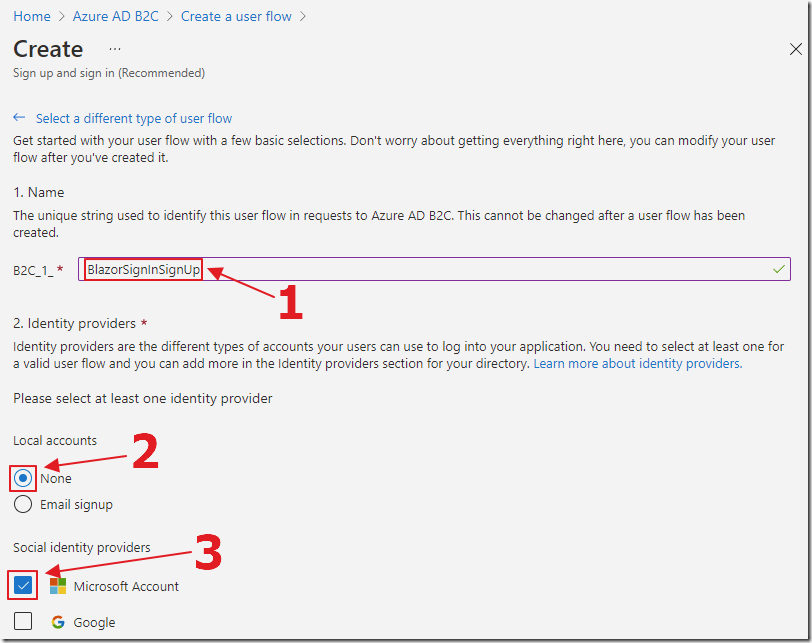 Home > Azure AD B2C > Create a user flow >
Create ...
Sign up and sign in (Recommended)
← Select a different type of user flow
Get started with your user flow with a few basic selections. Don't worry about getting everything right here, you can modify your user
flow after you've created it.
1. Name
The unique string used to identify this user flow in requests to Azure AD B2C. This cannot be changed after a user flow has been
created.
B2C_1_ * BlazorSignInSignUp
1
2. Identity providers *
Identity providers are the different types of accounts your users can use to log into your application. You need to select at least one for
a valid user flow and you can add more in the Identity providers section for your directory. Learn more about identity providers.
Please select at least one identity provider
Local accounts
2
None
Email signup
Social identity providers
3
Microsoft Account
Google